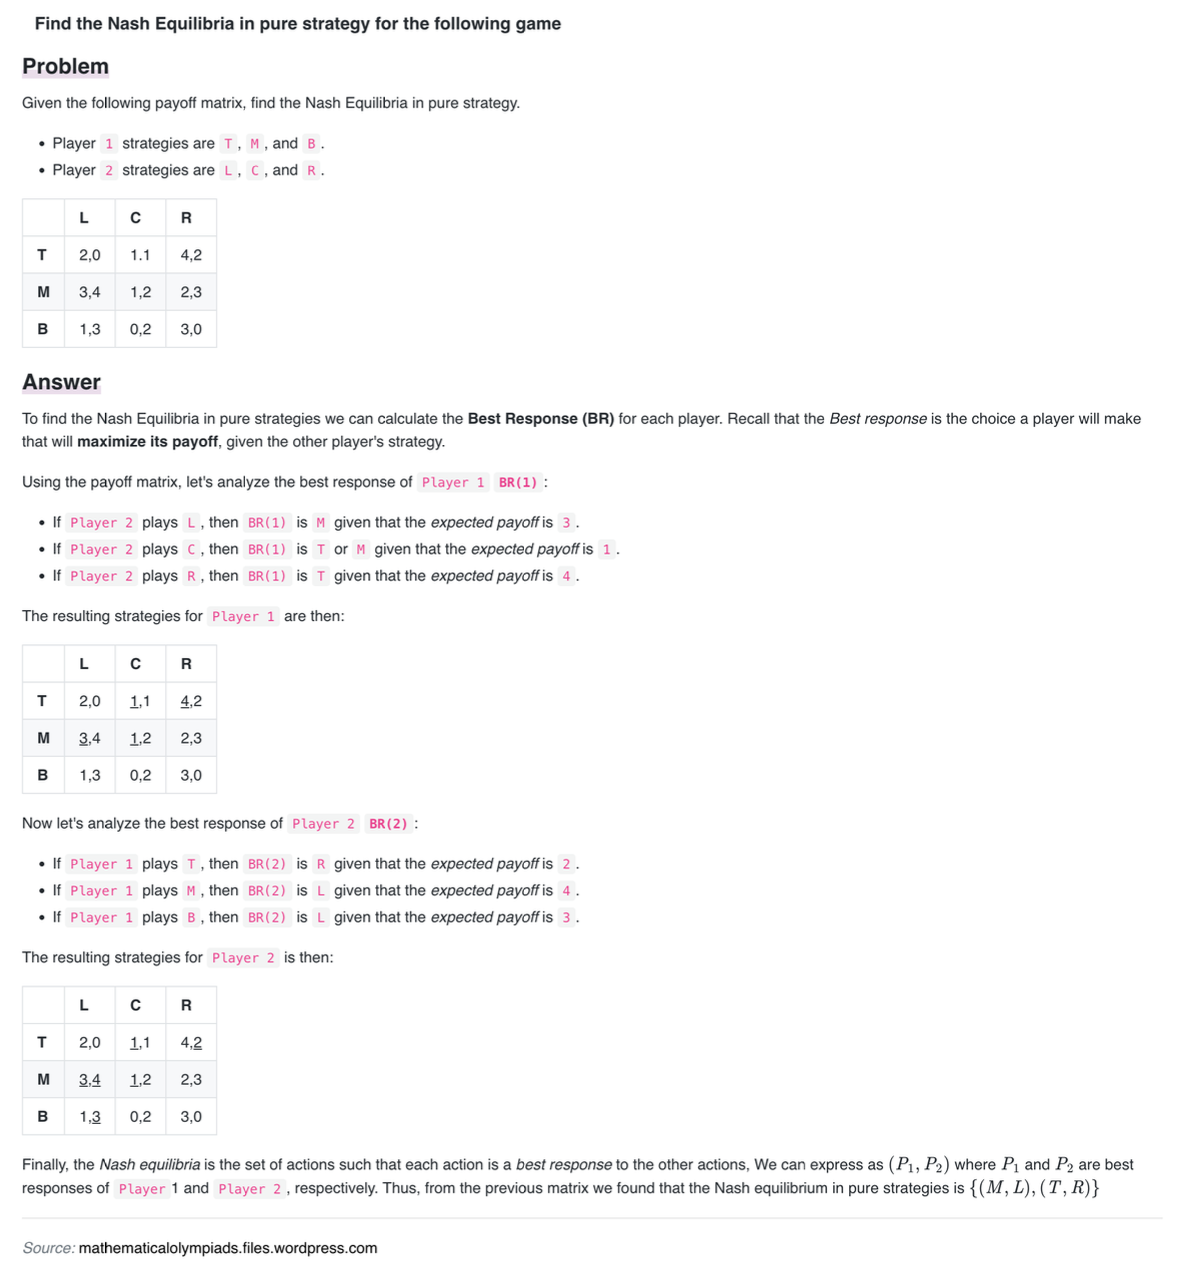 Find the Nash Equilibria in pure strategy for the following game
Problem
Given the following payoff matrix, find the Nash Equilibria in pure strategy.
• Player 1 strategies are T, M, and B.
• Player 2 strategies are L, C, and R.
L C R
T 2,0 1.1 4,2
M 3,4 1,2 2,3
B 1,3 0,2 3,0
Answer
To find the Nash Equilibria in pure strategies we can calculate the Best Response (BR) for each player. Recall that the Best response is the choice a player will make
that will maximize its payoff, given the other player's strategy.
Using the payoff matrix, let's analyze the best response of Player 1 BR(1):
• If Player 2 plays L, then BR(1) is M given that the expected payoff is 3.
• If Player 2 plays C, then BR(1) is T or M given that the expected payoff is 1.
• If Player 2 plays R, then BR(1) is T given that the expected payoff is 4.
The resulting strategies for Player 1 are then:
L C R
T 2,0 1,1 4,2
M 3,4 1,2 2,3
B 1,3 0,2 3,0
Now let's analyze the best response of Player 2 BR(2):
• If Player 1 plays T, then BR(2) is R given that the expected payoff is 2.
• If Player 1 plays M, then BR(2) is L given that the expected payoff is 4.
• If Player 1 plays B, then BR(2) is L given that the expected payoff is 3.
The resulting strategies for Player 2 is then:
L C R
T 2,0 1,1 4,2
M 3,4 1,2 2,3
B 1,3 0,2 3,0
Finally, the Nash equilibria is the set of actions such that each action is a best response to the other actions, We can express as (P₁, P₂) where P₁ and P₂ are best
responses of Player 1 and Player 2, respectively. Thus, from the previous matrix we found that the Nash equilibrium in pure strategies is {(M, L), (T, R)}
Source: mathematicalolympiads.files.wordpress.com